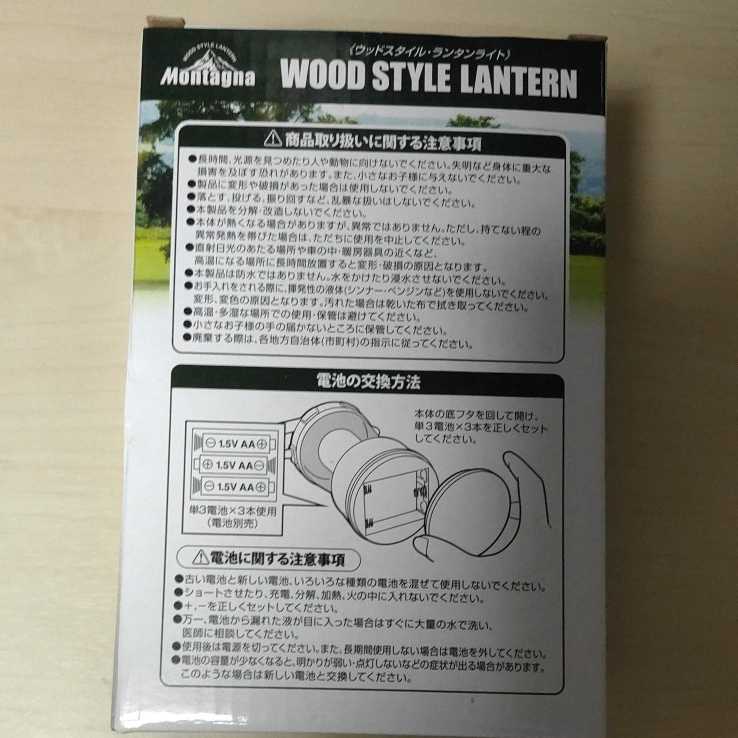 WOOD STYLE LANTERN
Montagna
(ウッドスタイル・ランタンライト)
WOOD STYLE LANTERN
⚠商品取り扱いに関する注意事項
●長時間、光源を見つめたり人や動物に向けないでください。失明など身体に重大な
損害を及ぼす恐れがあります。また、小さなお子様に与えないでください。
●製品に変形や破損があった場合は使用しないでください。
●落とす、投げる、振り回すなど、乱暴な扱いはしないでください。
●本製品を分解・改造しないでください。
●本体が熱くなる場合がありますが、異常ではありません。ただし、持てない程の
異常発熱を帯びた場合は、ただちに使用を中止してください。
●直射日光のあたる場所や車の中・暖房器具の近くなど、
高温になる場所に長時間放置すると変形・破損の原因となります。
●本製品は防水ではありません。水をかけたり浸水させないでください。
●お手入れをされる際に、揮発性の液体(シンナー・ベンジンなど)を使用しないでください。
変形、変色の原因となります。汚れた場合は乾いた布で拭き取ってください。
●高温・多湿な場所での使用・保管は避けてください。
●小さなお子様の手の届かないところに保管してください。
●廃棄する際は、各地方自治体(市町村)の指示に従ってください。
電池の交換方法
本体の底フタを回して開け、
単3電池×3本を正しくセット
してください。
⊖ 1.5V AA ⊕
⊕ 1.5V AA ⊖
⊖ 1.5V AA ⊕
単3電池×3本使用
(電池別売)
⚠電池に関する注意事項
●古い電池と新しい電池、いろいろな種類の電池を混ぜて使用しないでください。
●ショートさせたり、充電、分解、加熱、火の中に入れないでください。
●+,−を正しくセットしてください。
●万一、電池から漏れた液が目に入った場合はすぐに大量の水で洗い、
医師に相談してください。
●使用後は電源を切ってください。また、長期間使用しない場合は電池を外してください。
●電池の容量が少なくなると、明かりが弱い・点灯しないなどの症状が出る場合があります。
このような場合は新しい電池と交換してください。